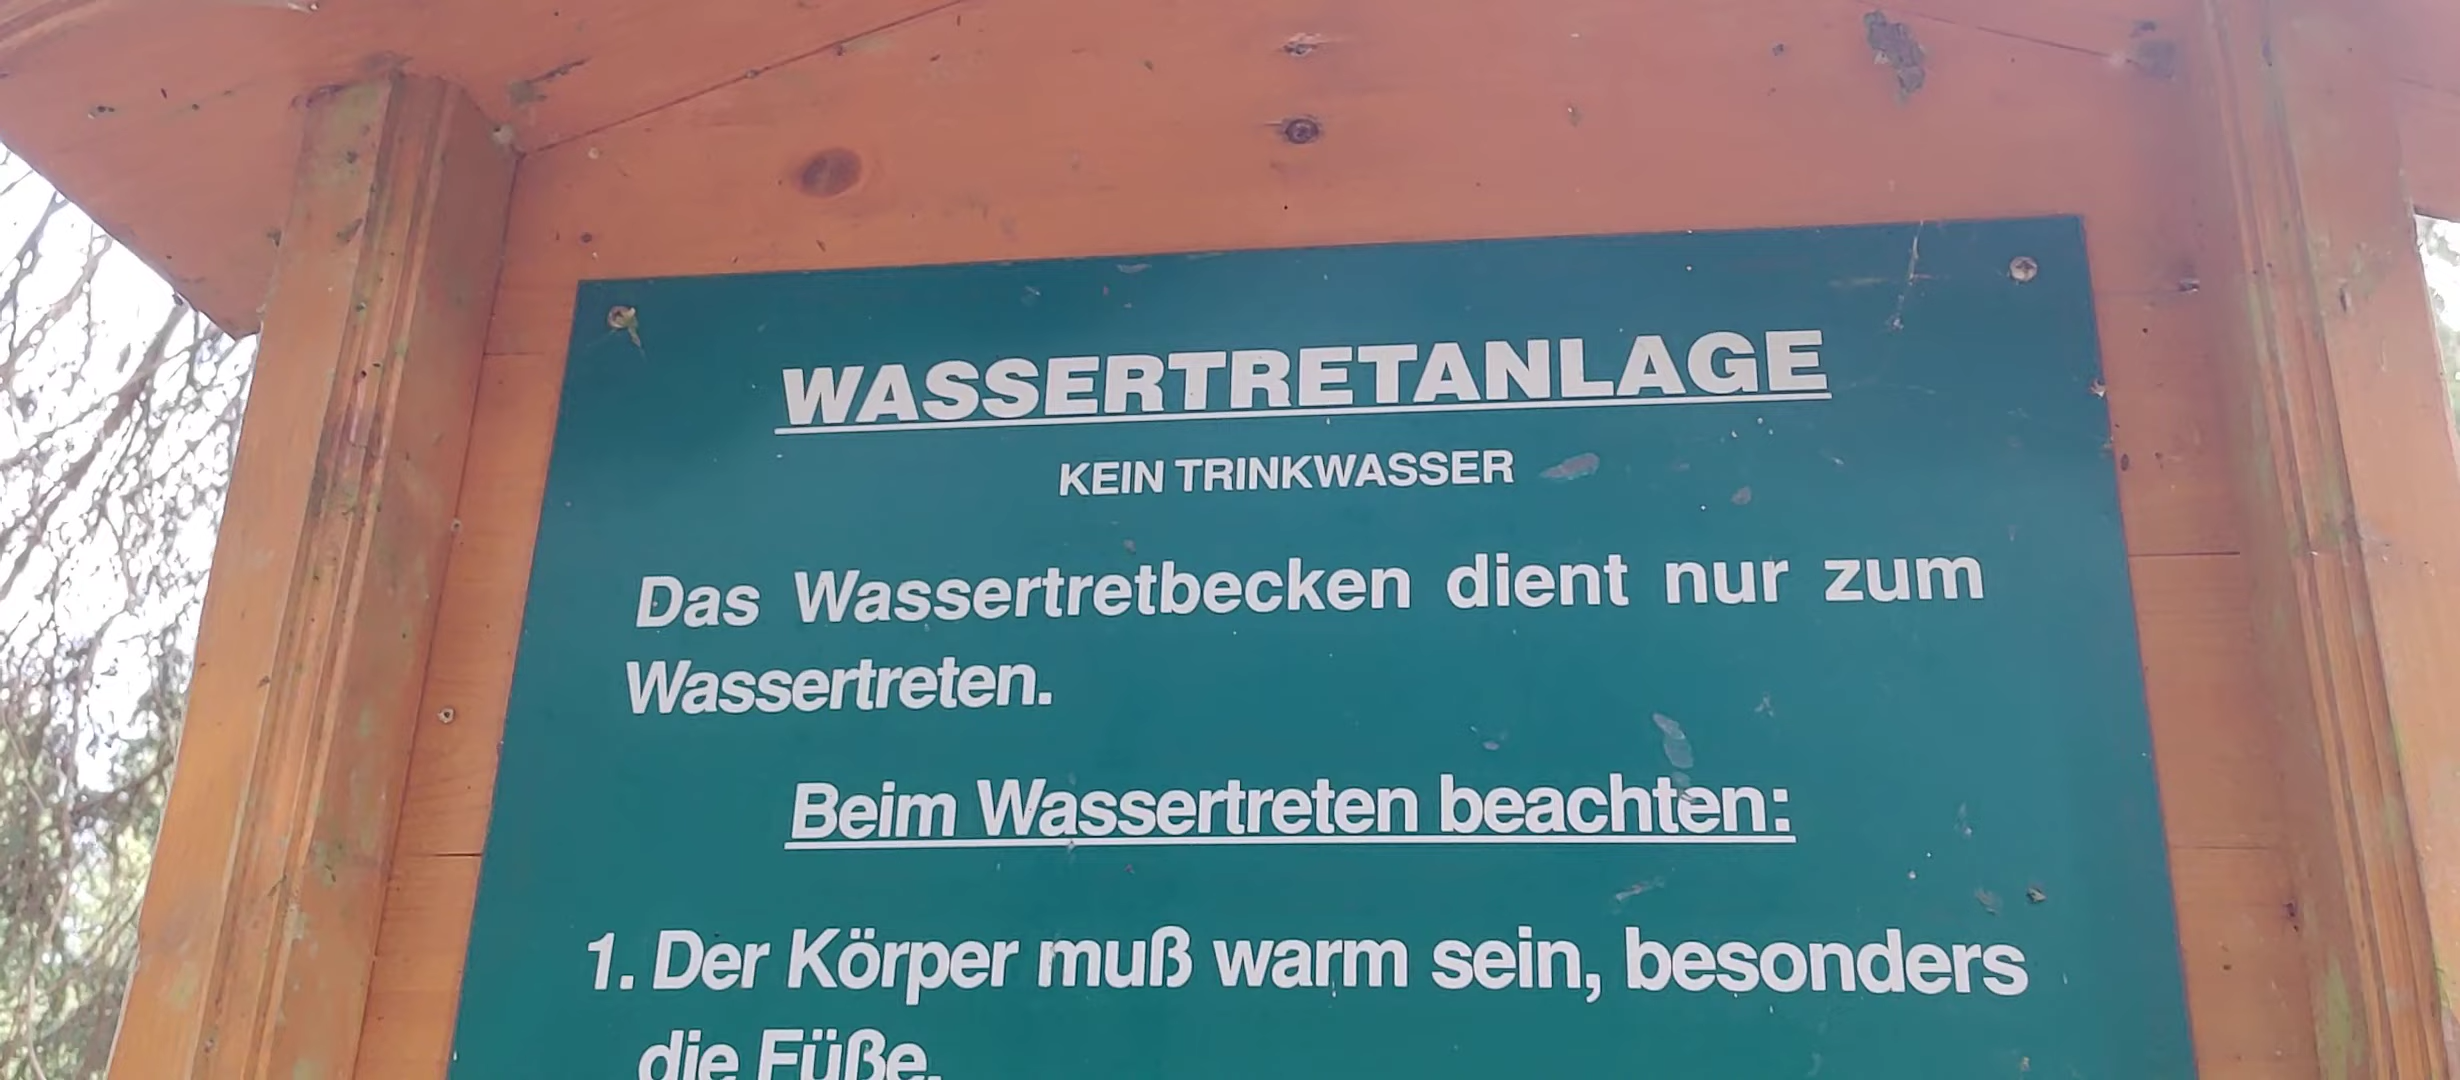 WASSERTRETANLAGE
KEIN TRINKWASSER
Das Wassertretbecken dient nur zum
Wassertreten.
Beim Wassertreten beachten:
1. Der Körper muß warm sein, besonders
die Füße.